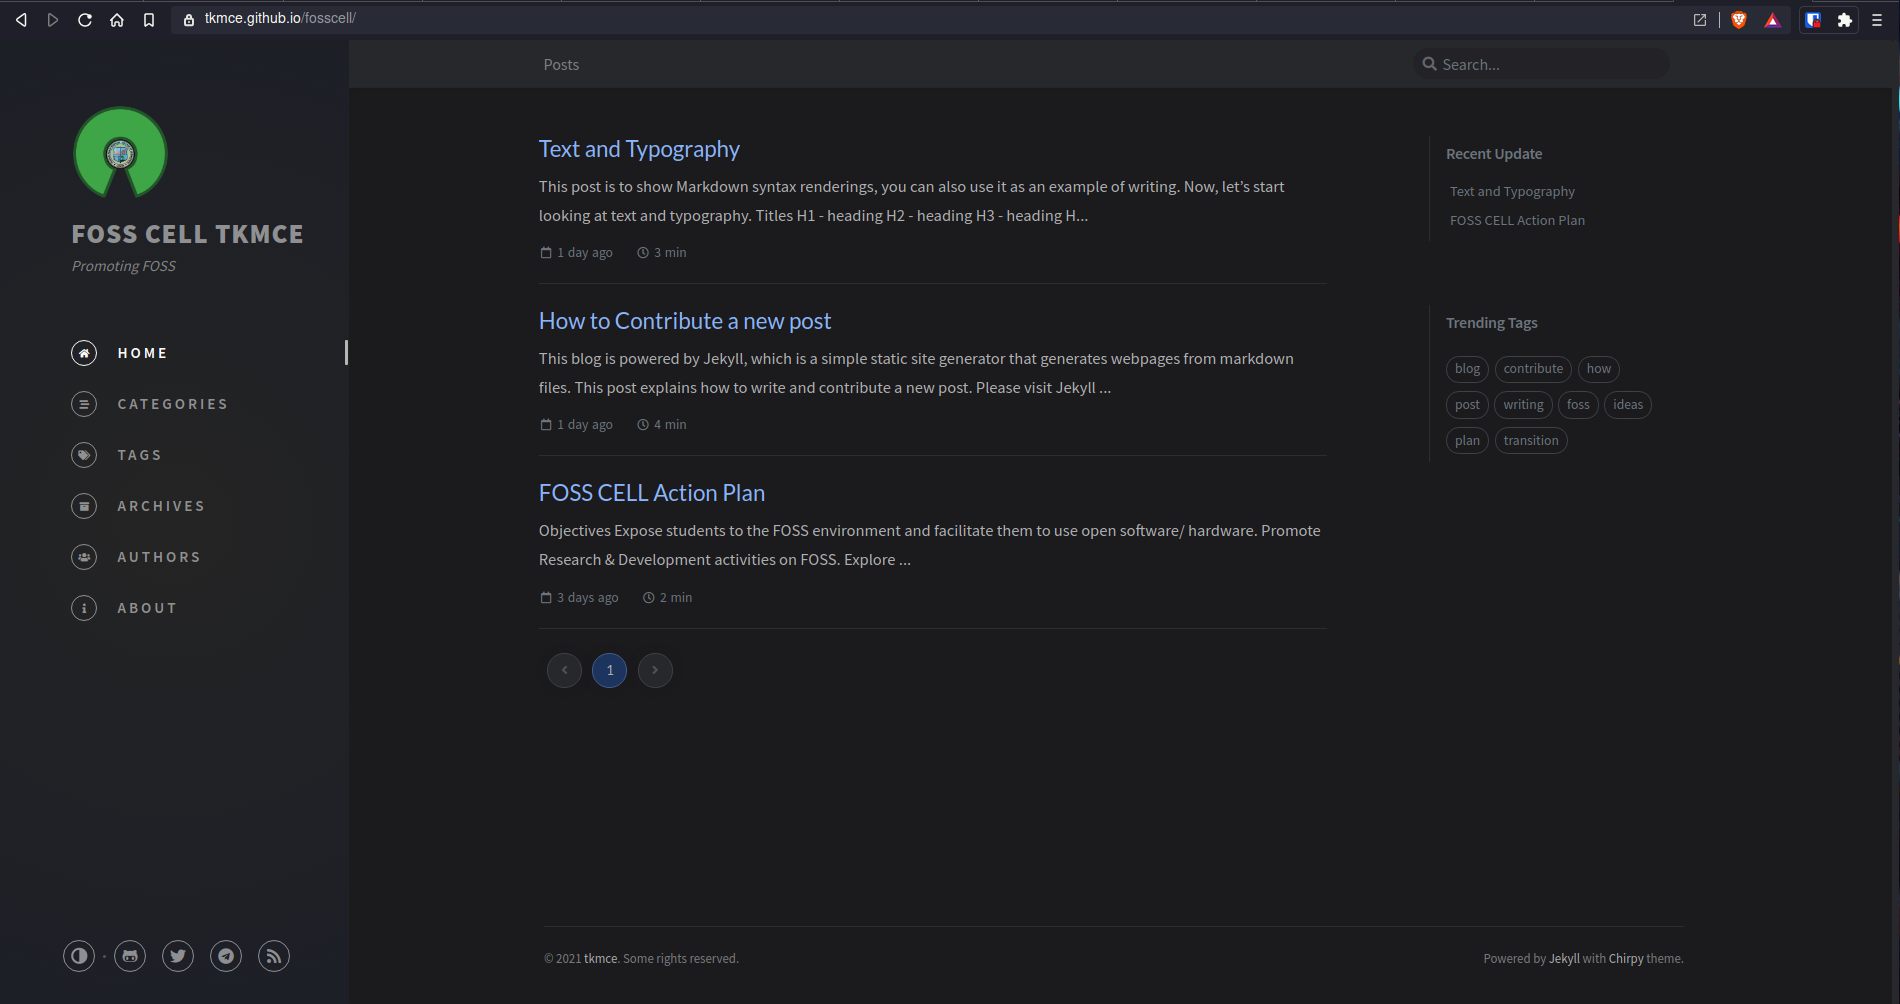 tkmce.github.io/fosscell/
FOSS CELL TKMCE
Promoting FOSS
HOME
CATEGORIES
TAGS
ARCHIVES
AUTHORS
ABOUT
Posts
Search...
Text and Typography
This post is to show Markdown syntax renderings, you can also use it as an example of writing. Now, let’s start
looking at text and typography. Titles H1 - heading H2 - heading H3 - heading H...
1 day ago 3 min
How to Contribute a new post
This blog is powered by Jekyll, which is a simple static site generator that generates webpages from markdown
files. This post explains how to write and contribute a new post. Please visit Jekyll ...
1 day ago 4 min
FOSS CELL Action Plan
Objectives Expose students to the FOSS environment and facilitate them to use open software/ hardware. Promote
Research & Development activities on FOSS. Explore ...
3 days ago 2 min
1
Recent Update
Text and Typography
FOSS CELL Action Plan
Trending Tags
blog contribute how
post writing foss ideas
plan transition
© 2021 tkmce. Some rights reserved.
Powered by Jekyll with Chirpy theme.